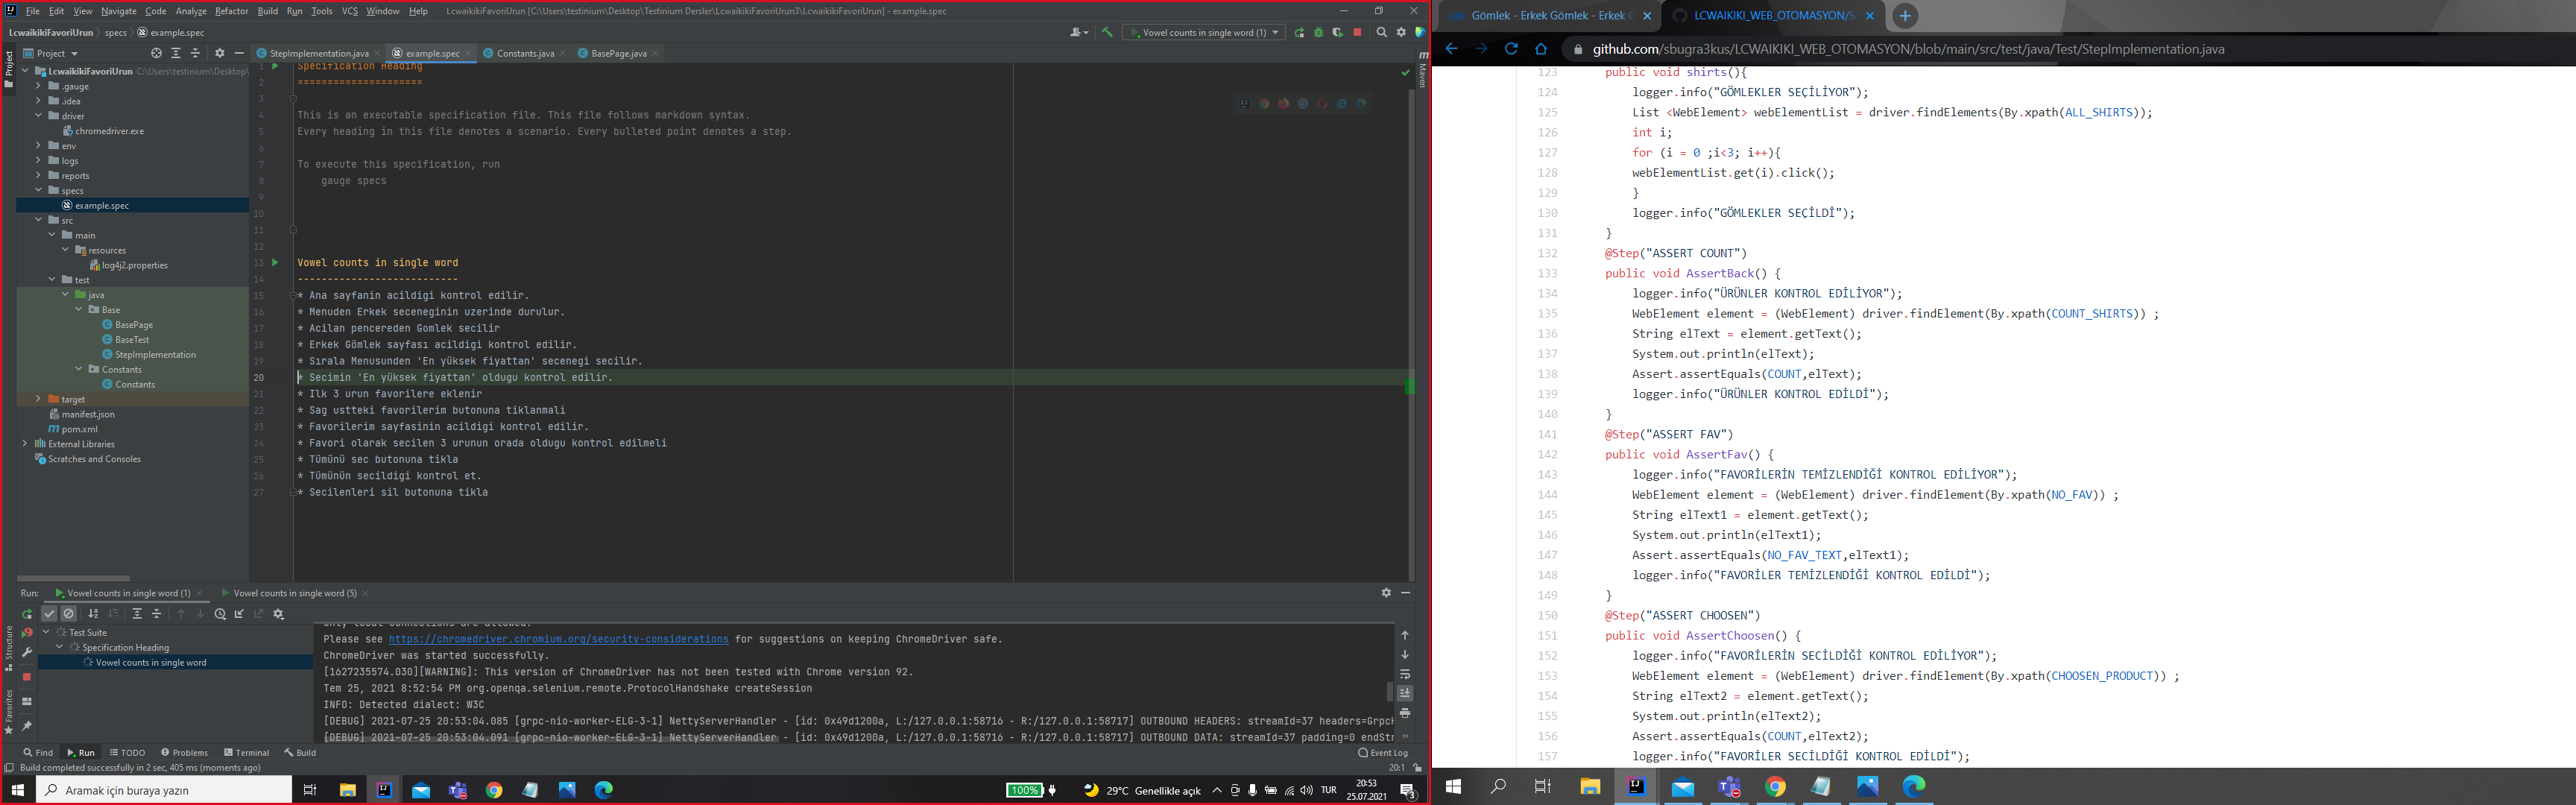 File Edit View Navigate Code Analyze Refactor Build Run Tools VCS Window Help LcwaikikiFavoriUrun [C:\Users\testinium\Desktop\Testinium Dersler\LcwaikikiFavoriUrun3\LcwaikikiFavoriUrun] - example.spec
LcwaikikiFavoriUrun specs example.spec
Vowel counts in single word (1)
Project
StepImplementation.java example.spec Constants.java BasePage.java
Project
Maven
LcwaikikiFavoriUrun C:\Users\testinium\Desktop\
.gauge
.idea
driver
chromedriver.exe
env
logs
reports
specs
example.spec
src
main
resources
log4j2.properties
test
java
Base
BasePage
BaseTest
StepImplementation
Constants
Constants
target
manifest.json
pom.xml
External Libraries
Scratches and Consoles
1 Specification Heading
2 =====================
3
4 This is an executable specification file. This file follows markdown syntax.
5 Every heading in this file denotes a scenario. Every bulleted point denotes a step.
6
7 To execute this specification, run
8 gauge specs
9
10
11
12
13 Vowel counts in single word
14 ---------------------------
15 * Ana sayfanin acildigi kontrol edilir.
16 * Menuden Erkek seceneginin uzerinde durulur.
17 * Acilan pencereden Gomlek secilir
18 * Erkek Gömlek sayfası acildigi kontrol edilir.
19 * Sırala Menusunden 'En yüksek fiyattan' secenegi secilir.
20 * Secimin 'En yüksek fiyattan' oldugu kontrol edilir.
21 * Ilk 3 urun favorilere eklenir
22 * Sag ustteki favorilerim butonuna tiklanmali
23 * Favorilerim sayfasinin acildigi kontrol edilir.
24 * Favori olarak secilen 3 urunun orada oldugu kontrol edilmeli
25 * Tümünü sec butonuna tikla
26 * Tümünün secildigi kontrol et.
27 * Secilenleri sil butonuna tikla
Run: Vowel counts in single word (1) Vowel counts in single word (5)
Test Suite
Specification Heading
Vowel counts in single word
Structure
Favorites
Only local connections are allowed.
Please see https://chromedriver.chromium.org/security-considerations for suggestions on keeping ChromeDriver safe.
ChromeDriver was started successfully.
[1627235574.030][WARNING]: This version of ChromeDriver has not been tested with Chrome version 92.
Tem 25, 2021 8:52:54 PM org.openqa.selenium.remote.ProtocolHandshake createSession
INFO: Detected dialect: W3C
[DEBUG] 2021-07-25 20:53:04.085 [grpc-nio-worker-ELG-3-1] NettyServerHandler - [id: 0x49d1200a, L:/127.0.0.1:58716 - R:/127.0.0.1:58717] OUTBOUND HEADERS: streamId=37 headers=GrpcH
[DEBUG] 2021-07-25 20:53:04.091 [grpc-nio-worker-ELG-3-1] NettyServerHandler - [id: 0x49d1200a, L:/127.0.0.1:58716 - R:/127.0.0.1:58717] OUTBOUND DATA: streamId=37 padding=0 endStr
Find Run TODO Problems Terminal Build Event Log
Build completed successfully in 2 sec, 405 ms (moments ago) 20:1
Aramak için buraya yazın 100% 29°C Genellikle açık TUR 20:53
25.07.2021 3
Gömlek - Erkek Gömlek - Erkek G LCWAIKIKI_WEB_OTOMASYON/S
github.com/sbugra3kus/LCWAIKIKI_WEB_OTOMASYON/blob/main/src/test/java/Test/StepImplementation.java
123 public void shirts(){
124 logger.info("GÖMLEKLER SEÇİLİYOR");
125 List <WebElement> webElementList = driver.findElements(By.xpath(ALL_SHIRTS));
126 int i;
127 for (i = 0 ;i<3; i++){
128 webElementList.get(i).click();
129 }
130 logger.info("GÖMLEKLER SEÇİLDİ");
131 }
132 @Step("ASSERT COUNT")
133 public void AssertBack() {
134 logger.info("ÜRÜNLER KONTROL EDİLİYOR");
135 WebElement element = (WebElement) driver.findElement(By.xpath(COUNT_SHIRTS)) ;
136 String elText = element.getText();
137 System.out.println(elText);
138 Assert.assertEquals(COUNT,elText);
139 logger.info("ÜRÜNLER KONTROL EDİLDİ");
140 }
141 @Step("ASSERT FAV")
142 public void AssertFav() {
143 logger.info("FAVORİLERİN TEMİZLENDİĞİ KONTROL EDİLİYOR");
144 WebElement element = (WebElement) driver.findElement(By.xpath(NO_FAV)) ;
145 String elText1 = element.getText();
146 System.out.println(elText1);
147 Assert.assertEquals(NO_FAV_TEXT,elText1);
148 logger.info("FAVORİLER TEMİZLENDİĞİ KONTROL EDİLDİ");
149 }
150 @Step("ASSERT CHOOSEN")
151 public void AssertChoosen() {
152 logger.info("FAVORİLERİN SECİLDİĞİ KONTROL EDİLİYOR");
153 WebElement element = (WebElement) driver.findElement(By.xpath(CHOOSEN_PRODUCT)) ;
154 String elText2 = element.getText();
155 System.out.println(elText2);
156 Assert.assertEquals(COUNT,elText2);
157 logger.info("FAVORİLER SECİLDİĞİ KONTROL EDİLDİ");